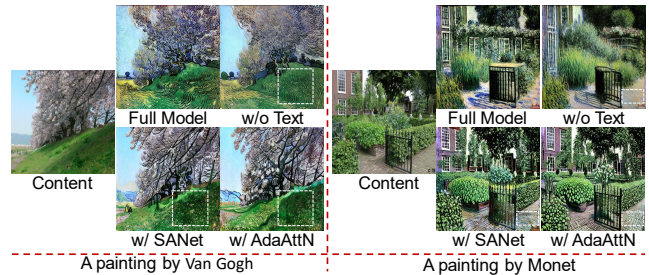 Full Model w/o Text
Content
w/ SANet w/ AdaAttN
A painting by Van Gogh
Full Model w/o Text
Content
w/ SANet w/ AdaAttN
A painting by Monet